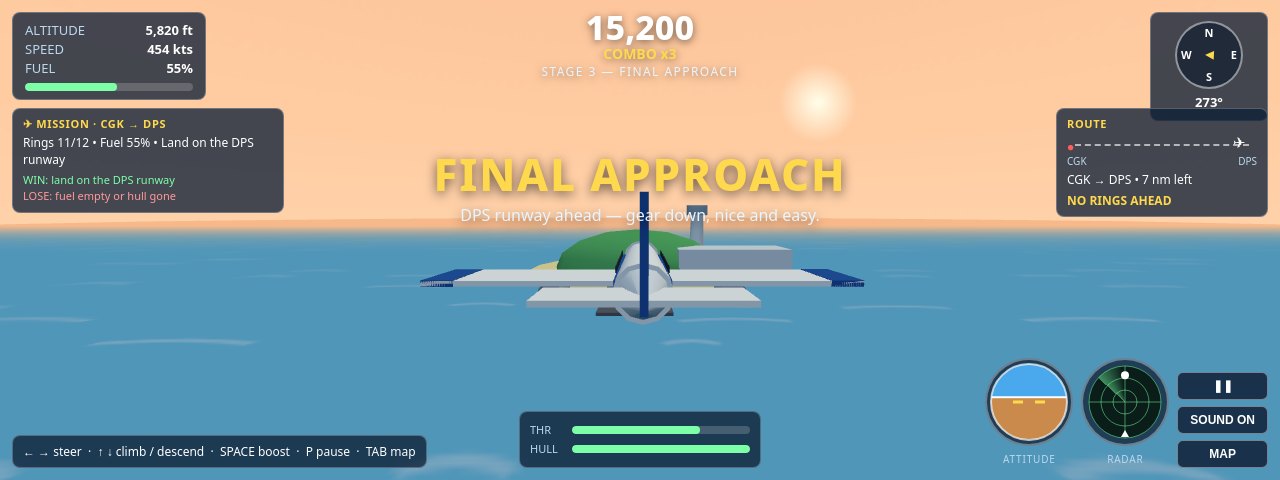 ALTITUDE 5,820 ft
SPEED 454 kts
FUEL 55%
✈ MISSION · CGK → DPS
Rings 11/12 • Fuel 55% • Land on the DPS
runway
WIN: land on the DPS runway
LOSE: fuel empty or hull gone
15,200
COMBO x3
STAGE 3 — FINAL APPROACH
FINAL APPROACH
DPS runway ahead — gear down, nice and easy.
N
W E
S
273°
ROUTE
CGK DPS
CGK → DPS • 7 nm left
NO RINGS AHEAD
← → steer · ↑ ↓ climb / descend · SPACE boost · P pause · TAB map
THR
HULL
ATTITUDE
RADAR
SOUND ON
MAP